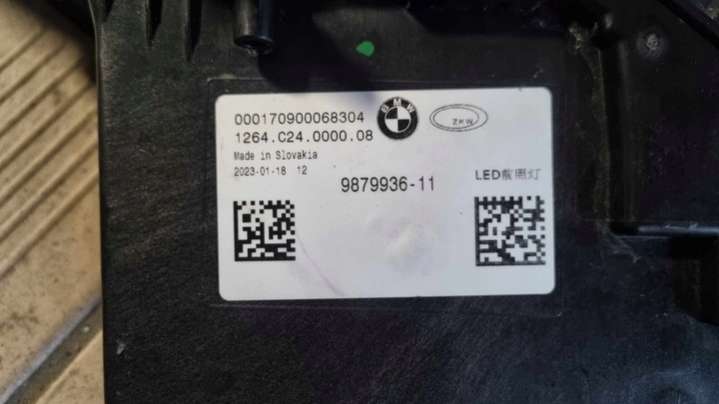 000170900068304
1264.C24.0000.08
Made in Slovakia
2023-01-18 12
BMW
ZKW
9879936-11
LED前照灯